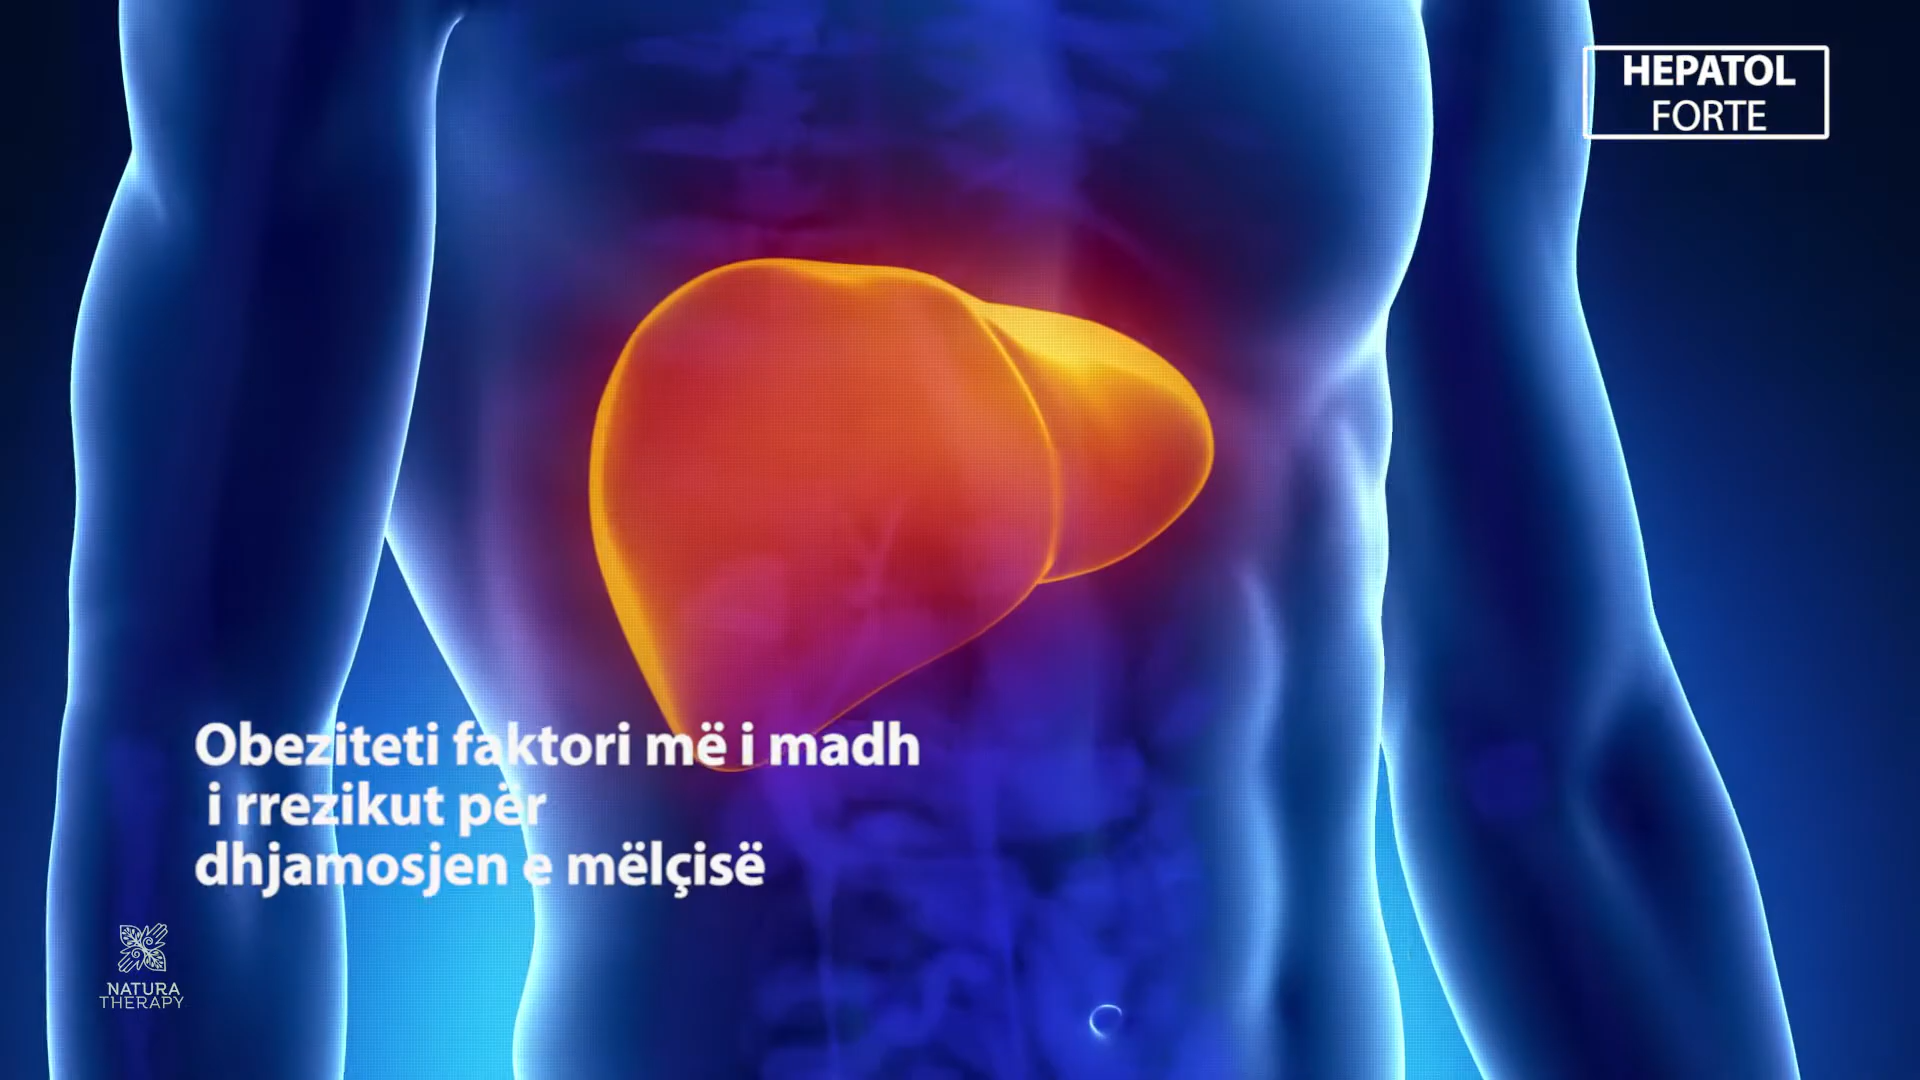 HEPATOL
FORTE
Obeziteti faktori më i madh
i rrezikut për
dhjamosjen e mëlçisë
NATURA
THERAPY